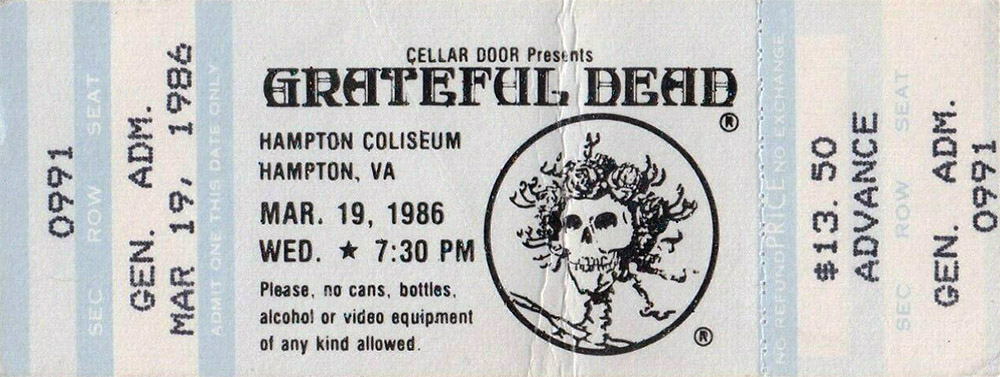 0991
SEC ROW SEAT
GEN. ADM.
MAR 19, 1986
ADMIT ONE THIS DATE ONLY
CELLAR DOOR Presents
GRATEFUL DEAD
®
HAMPTON COLISEUM
HAMPTON, VA
MAR. 19, 1986
WED. ★ 7:30 PM
Please, no cans, bottles,
alcohol or video equipment
of any kind allowed.
®
NO REFUND PRICE NO EXCHANGE
$13.50
ADVANCE
SEC ROW SEAT
GEN. ADM.
0991